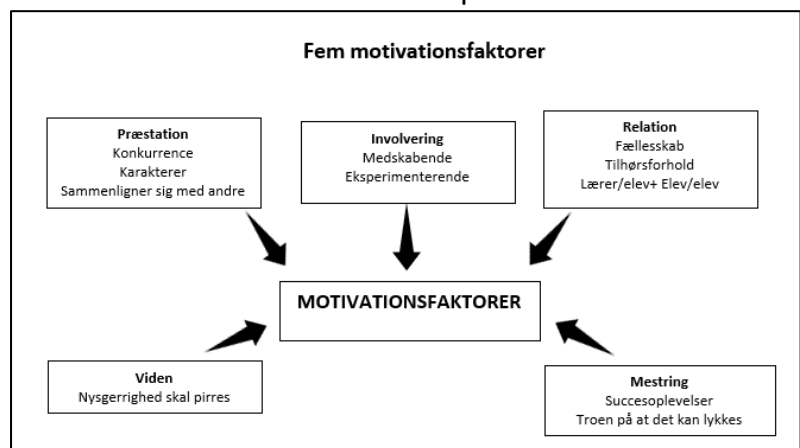 Fem motivationsfaktorer
Præstation
Konkurrence
Karakterer
Sammenligner sig med andre
Involvering
Medskabende
Eksperimenterende
Relation
Fællesskab
Tilhørsforhold
Lærer/elev+ Elev/elev
MOTIVATIONSFAKTORER
Viden
Nysgerrighed skal pirres
Mestring
Succesoplevelser
Troen på at det kan lykkes